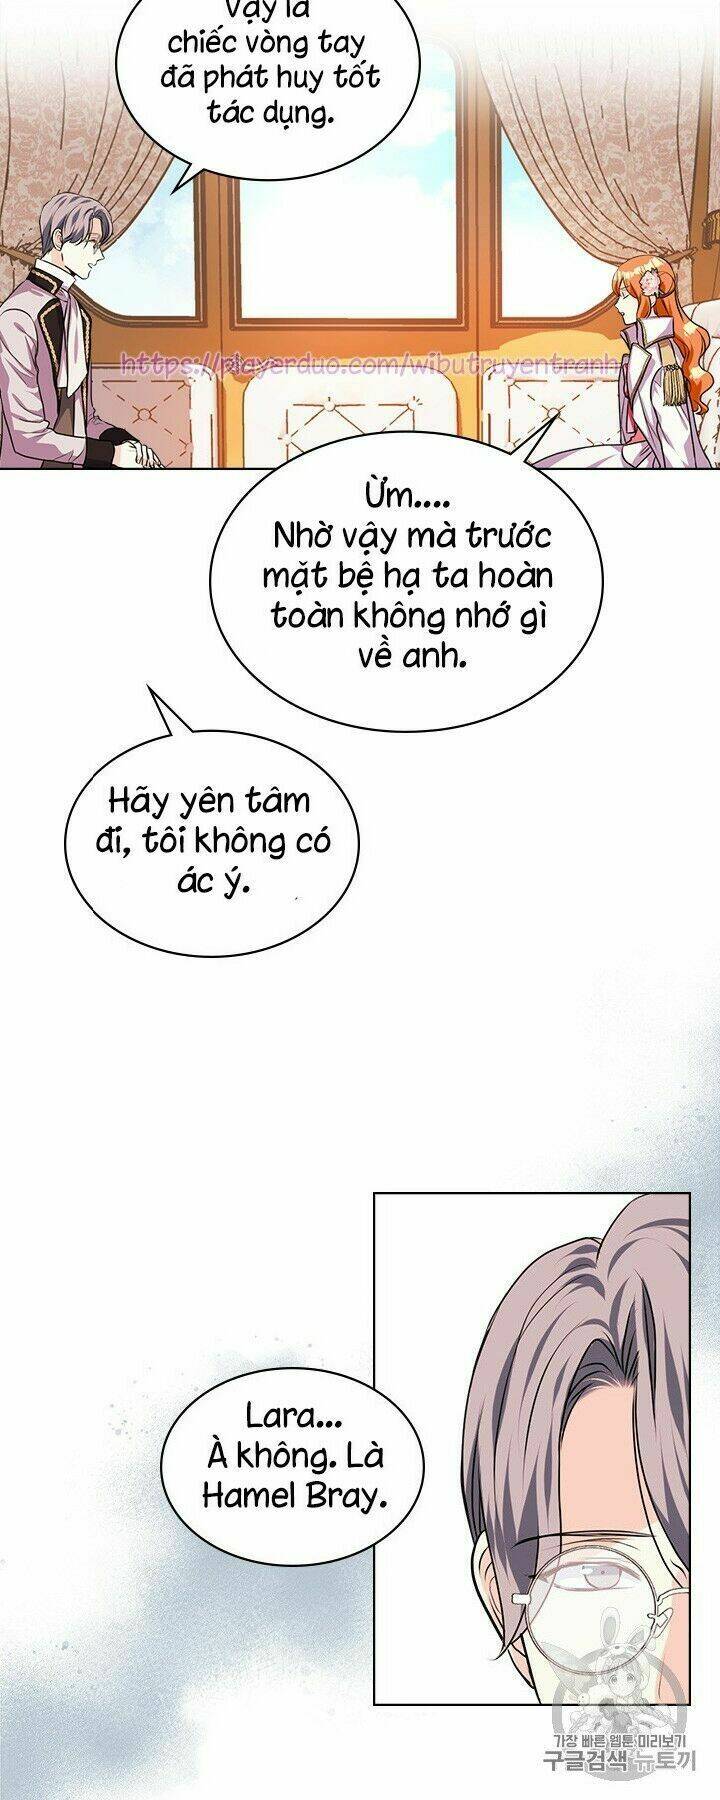 Vậy là
chiếc vòng tay
đã phát huy tốt
tác dụng.
https://playerduo.com/wibutruyentranh
Ừm....
Nhờ vậy mà trước
mặt bệ hạ ta hoàn
toàn không nhớ gì
về anh.
Hãy yên tâm
đi, tôi không có
ác ý.
Lara...
À không. Là
Hamel Bray.
가장 빠른 웹툰 미리보기
구글검색 뉴토끼